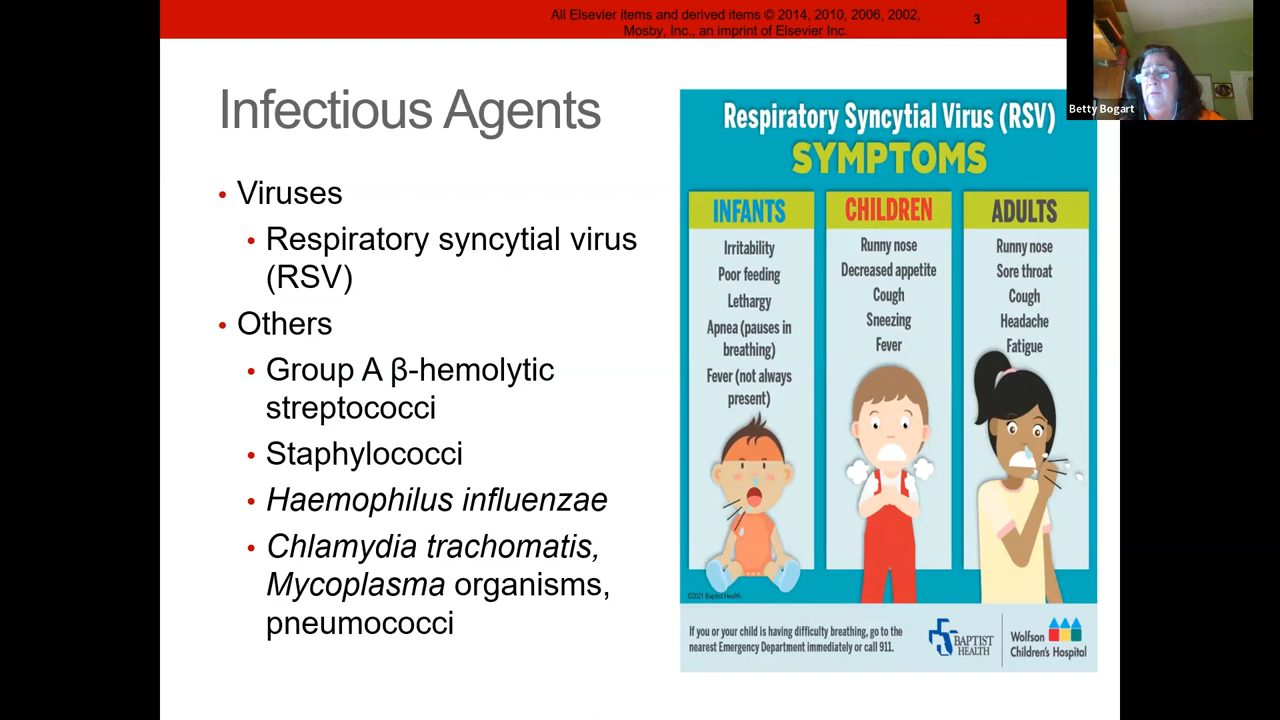 All Elsevier items and derived items © 2014, 2010, 2006, 2002,
Mosby, Inc., an imprint of Elsevier Inc.
3
Betty Bogart
Infectious Agents
• Viruses
• Respiratory syncytial virus
(RSV)
• Others
• Group A β-hemolytic
streptococci
• Staphylococci
• Haemophilus influenzae
• Chlamydia trachomatis,
Mycoplasma organisms,
pneumococci
Respiratory Syncytial Virus (RSV)
SYMPTOMS
INFANTS
Irritability
Poor feeding
Lethargy
Apnea (pauses in
breathing)
Fever (not always
present)
CHILDREN
Runny nose
Decreased appetite
Cough
Sneezing
Fever
ADULTS
Runny nose
Sore throat
Cough
Headache
Fatigue
©2021 Baptist Health
If you or your child is having difficulty breathing, go to the
nearest Emergency Department immediately or call 911.
BAPTIST
HEALTH
Wolfson
Children's Hospital